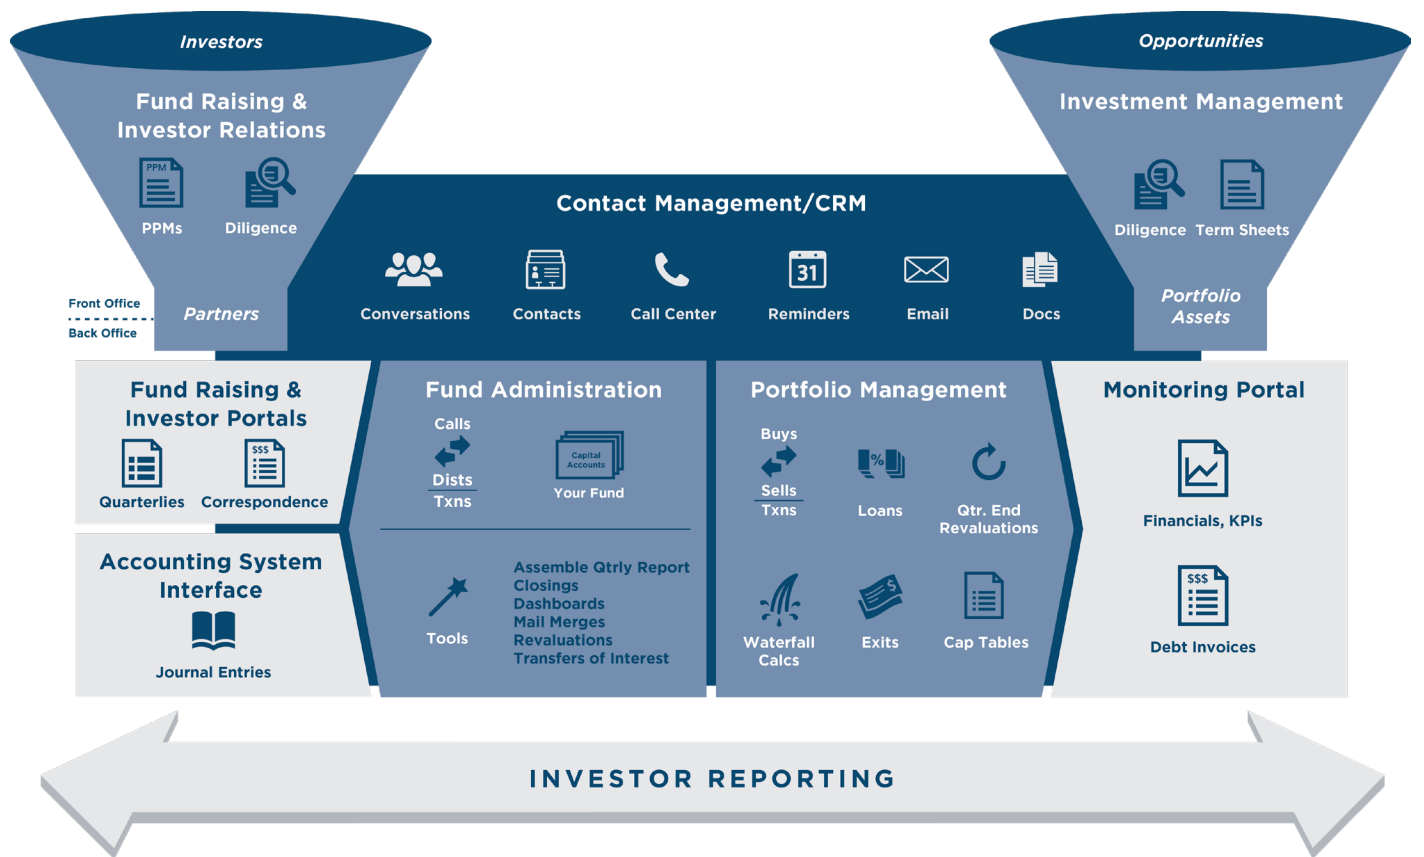 Investors
Fund Raising &
Investor Relations
PPM
PPMs
Diligence
Partners
Front Office
Back Office
Contact Management/CRM
31
Conversations
Contacts
Call Center
Reminders
Email
Docs
Opportunities
Investment Management
Diligence
Term Sheets
Portfolio
Assets
Fund Raising &
Investor Portals
$$$
Quarterlies
Correspondence
Accounting System
Interface
Journal Entries
Fund Administration
Calls
Dists
Txns
Capital
Accounts
Your Fund
Tools
Assemble Qtrly Report
Closings
Dashboards
Mail Merges
Revaluations
Transfers of Interest
Portfolio Management
Buys
Sells
Txns
%
Loans
Qtr. End
Revaluations
Waterfall
Calcs
$
Exits
Cap Tables
Monitoring Portal
Financials, KPIs
$$$
Debt Invoices
INVESTOR REPORTING